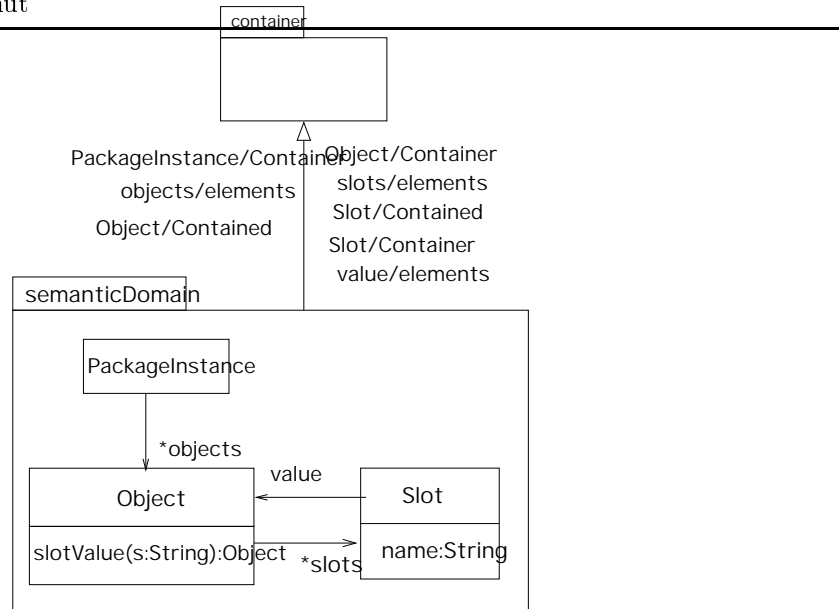 container
PackageInstance/Container
objects/elements
Object/Contained
Object/Container
slots/elements
Slot/Contained
Slot/Container
value/elements
semanticDomain
PackageInstance
*objects
value
Object
Slot
slotValue(s:String):Object
*slots
name:String